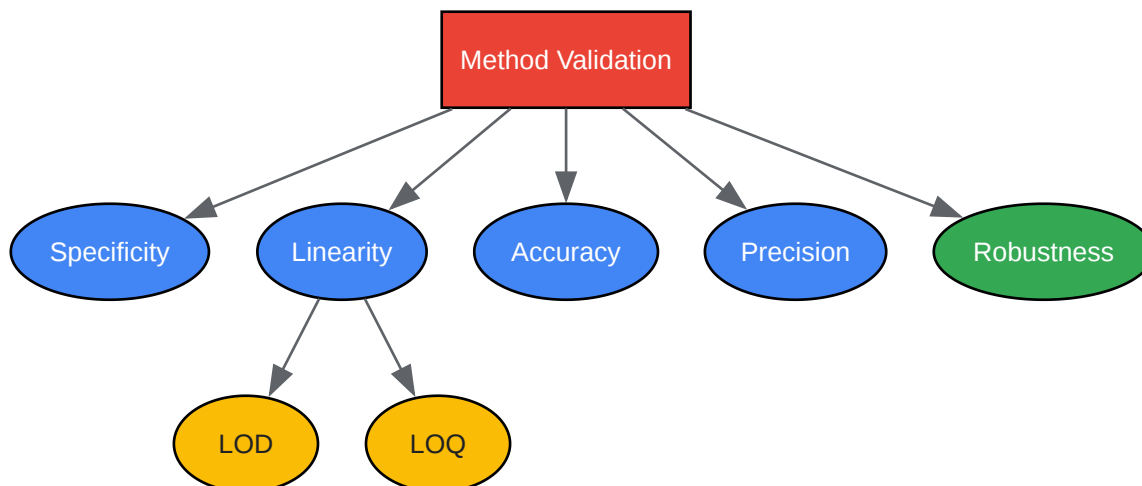 Method Validation
Specificity
Linearity
Accuracy
Precision
Robustness
LOD
LOQ